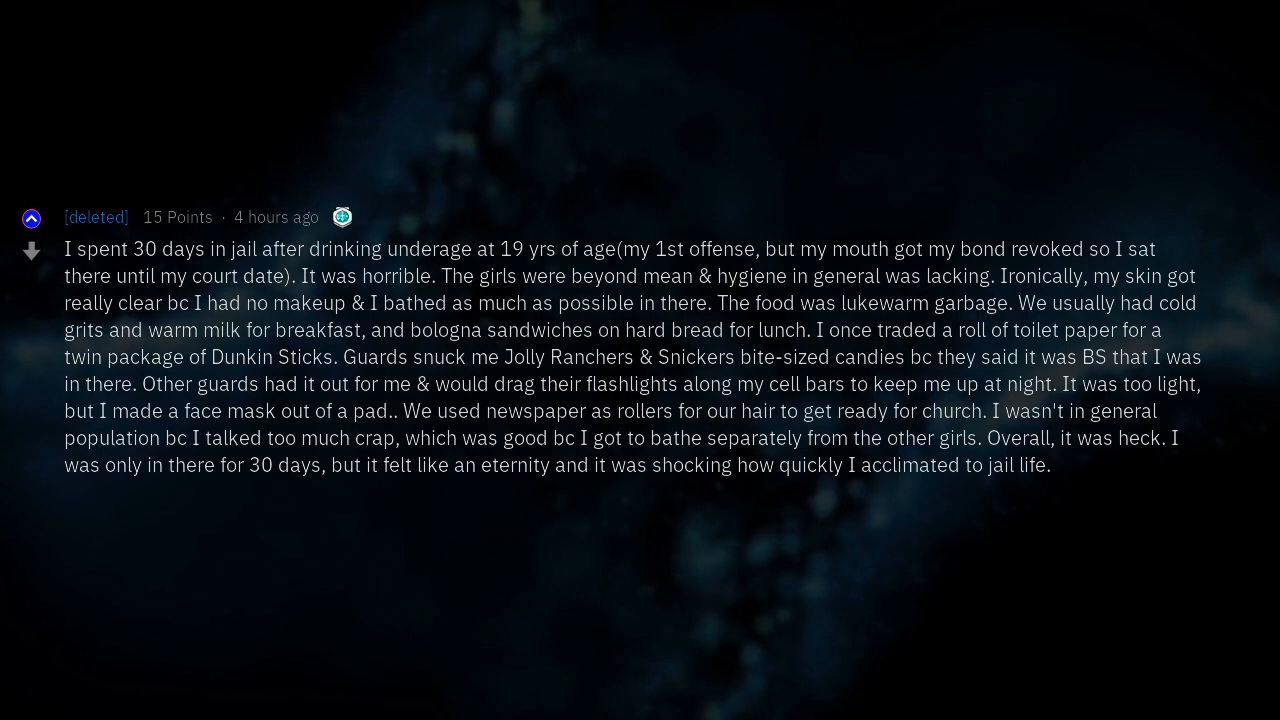 [deleted] 15 Points · 4 hours ago
I spent 30 days in jail after drinking underage at 19 yrs of age(my 1st offense, but my mouth got my bond revoked so I sat
there until my court date). It was horrible. The girls were beyond mean & hygiene in general was lacking. Ironically, my skin got
really clear bc I had no makeup & I bathed as much as possible in there. The food was lukewarm garbage. We usually had cold
grits and warm milk for breakfast, and bologna sandwiches on hard bread for lunch. I once traded a roll of toilet paper for a
twin package of Dunkin Sticks. Guards snuck me Jolly Ranchers & Snickers bite-sized candies bc they said it was BS that I was
in there. Other guards had it out for me & would drag their flashlights along my cell bars to keep me up at night. It was too light,
but I made a face mask out of a pad.. We used newspaper as rollers for our hair to get ready for church. I wasn't in general
population bc I talked too much crap, which was good bc I got to bathe separately from the other girls. Overall, it was heck. I
was only in there for 30 days, but it felt like an eternity and it was shocking how quickly I acclimated to jail life.